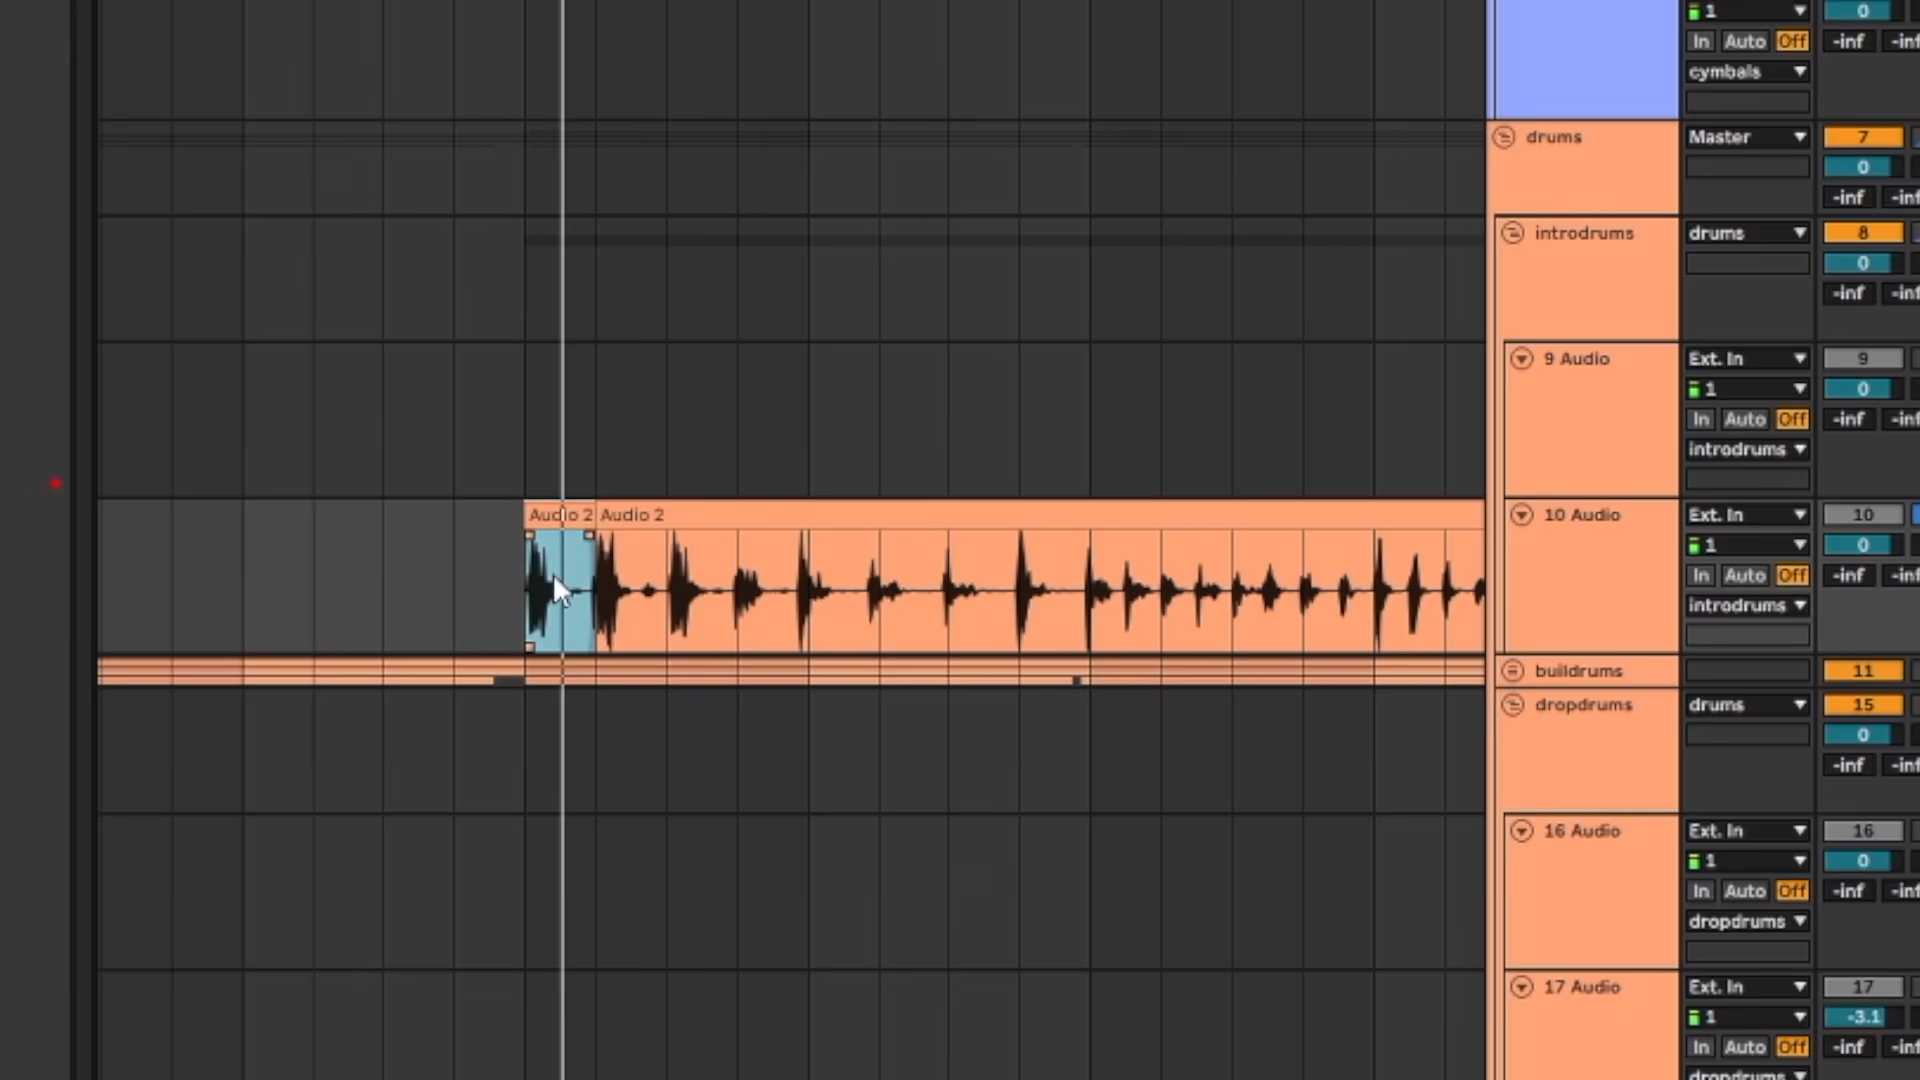 1 0
In Auto Off -inf -inf
cymbals
drums Master 7
0
-inf -inf
introdrums drums 8
0
-inf -inf
9 Audio Ext. In 9
1 0
In Auto Off -inf -inf
introdrums
Audio 2 Audio 2 10 Audio Ext. In 10
1 0
In Auto Off -inf -inf
introdrums
buildrums 11
dropdrums drums 15
0
-inf -inf
16 Audio Ext. In 16
1 0
In Auto Off -inf -inf
dropdrums
17 Audio Ext. In 17
1 -3.1
In Auto Off -inf -inf
dropdrums